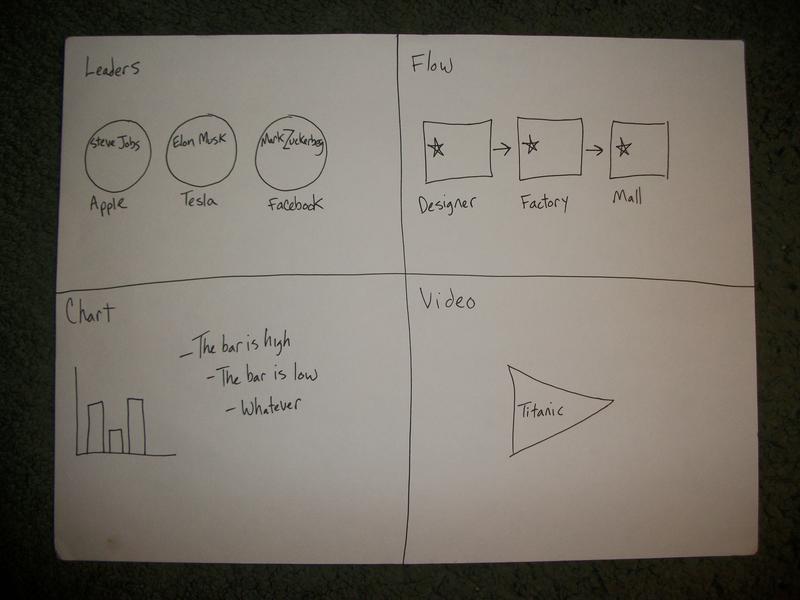 Leaders
Steve Jobs
Elon Musk
Mark Zuckerberg
Apple
Tesla
Facebook
Flow
Designer
Factory
Mall
Chart
- The bar is high
- The bar is low
- Whatever
Video
Titanic